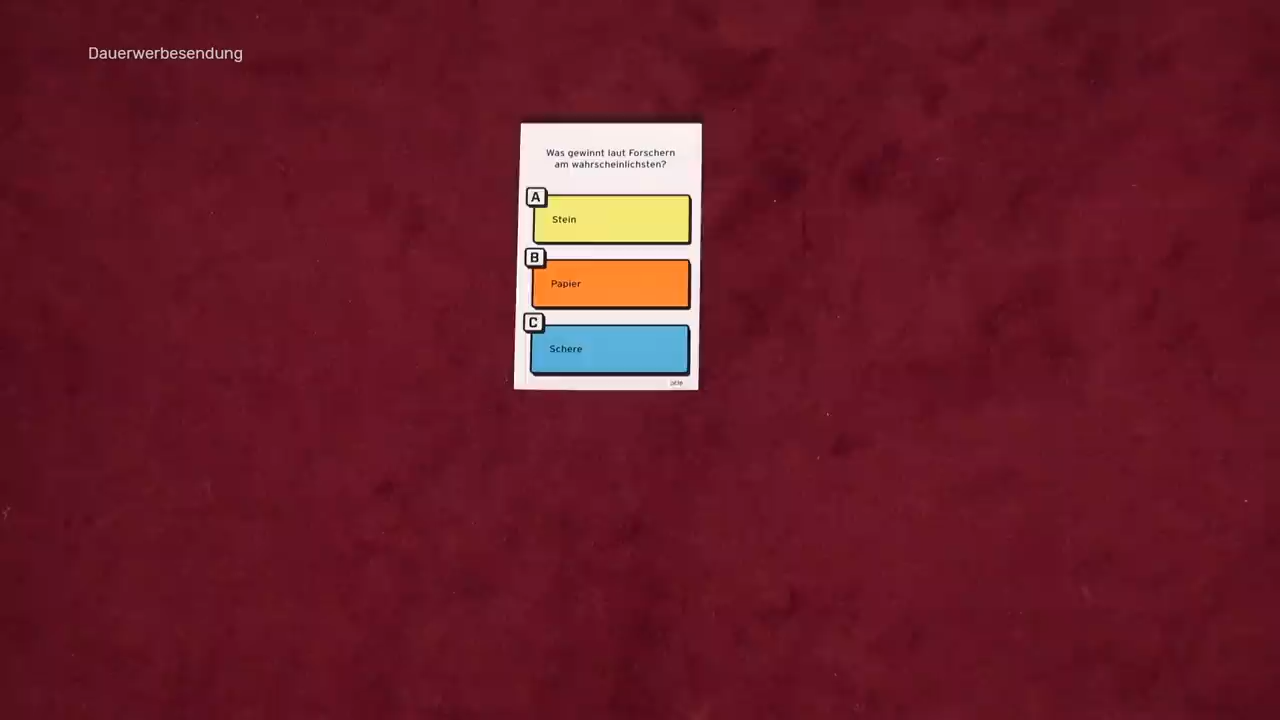 Dauerwerbesendung
Was gewinnt laut Forschern
am wahrscheinlichsten?
A
Stein
B
Papier
C
Schere